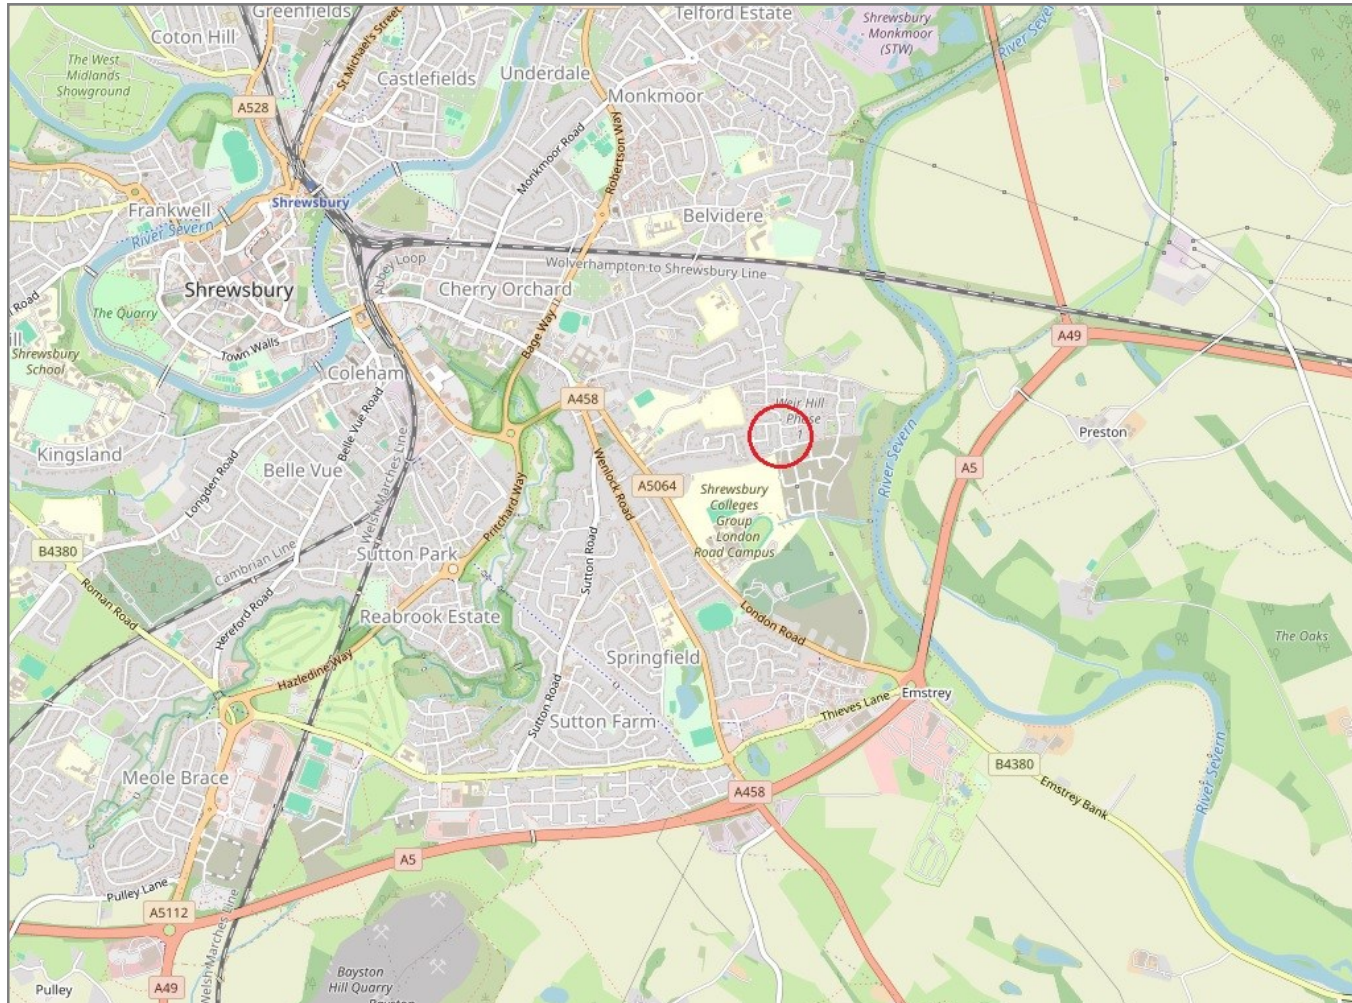 Greenfields
Telford Estate
Coton Hill
St Michael's Street
Shrewsbury
Monkmoor
(STW)
River Severn
The West
Midlands
Showground
Castlefields
Underdale
Monkmoor
A528
Robertson Way
Monkmoor Road
Shrewsbury
Frankwell
Belvidere
River Severn
Abbey Loop
Wolverhampton to Shrewsbury Line
Shrewsbury
Cherry Orchard
Road
The Quarry
Bage Way
A49
Shrewsbury
School
Town Walls
Coleham
A458
Weir Hill
Phase
1
Belle Vue Road
Preston
Kingsland
Belle Vue
Longden Road
Wenlock Road
River Severn
A5
A5064
Shrewsbury
Colleges
Group
London
Road Campus
Welsh Marches Line
Pritchard Way
B4380
Sutton Park
Cambrian Line
Sutton Road
Roman Road
Hereford Road
Reabrook Estate
London Road
The Oaks
Springfield
Hazledine Way
Emstrey
Thieves Lane
Sutton Road
Sutton Farm
River Severn
Meole Brace
B4380
A458
Emstrey Bank
A5
Pulley Lane
A5112
Welsh Marches Line
Bayston
Hill Quarry
Pulley
A49